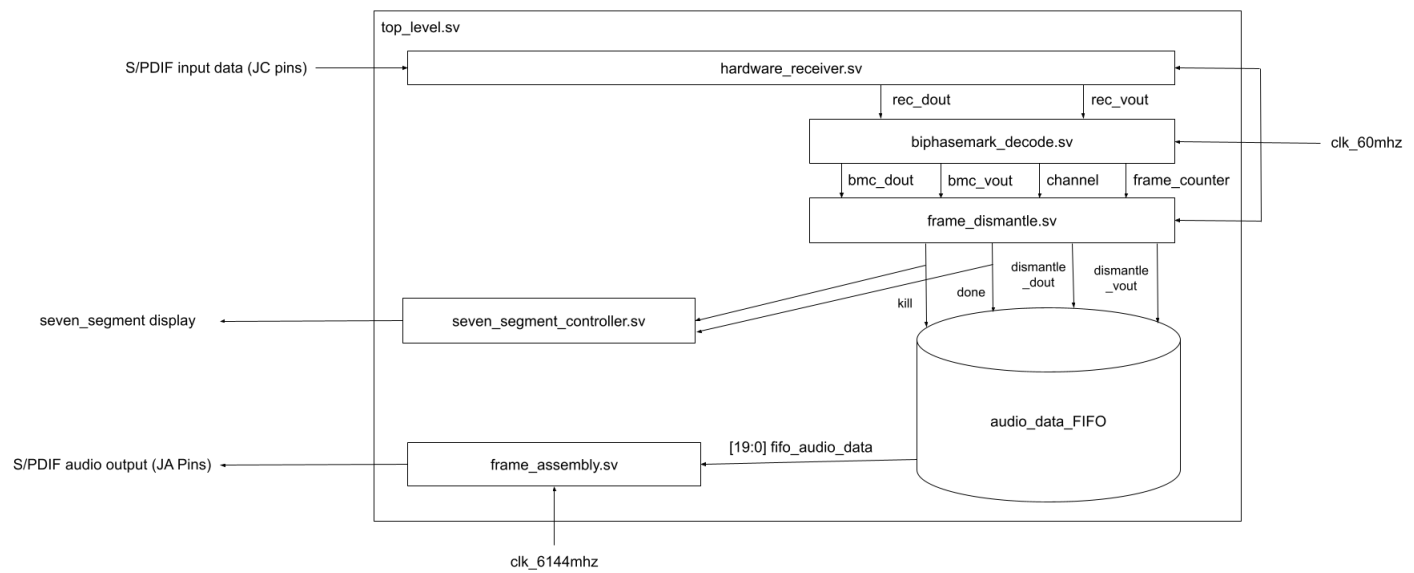 top_level.sv
S/PDIF input data (JC pins)
hardware_receiver.sv
rec_dout
rec_vout
biphasemark_decode.sv
clk_60mhz
bmc_dout
bmc_vout
channel
frame_counter
frame_dismantle.sv
dismantle
_dout
dismantle
_vout
kill
done
seven_segment display
seven_segment_controller.sv
audio_data_FIFO
[19:0] fifo_audio_data
S/PDIF audio output (JA Pins)
frame_assembly.sv
clk_6144mhz